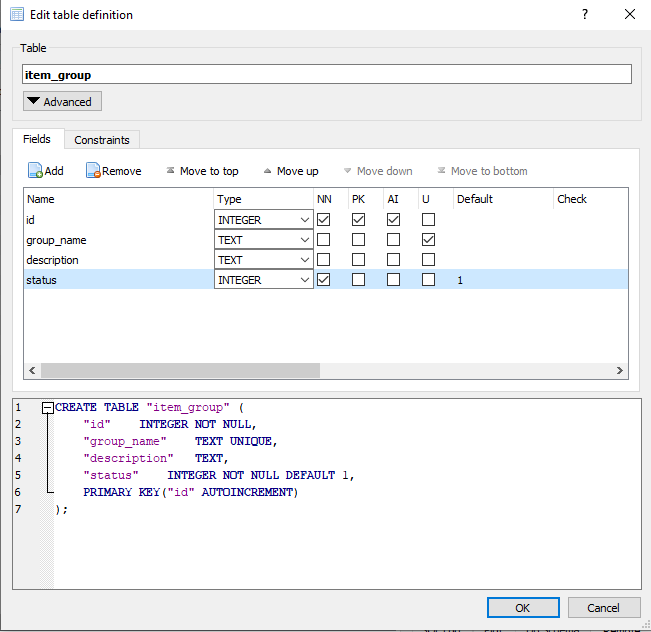 Edit table definition ? ×
Table
item_group
Advanced
Fields Constraints
Add Remove Move to top Move up Move down Move to bottom
Name Type NN PK AI U Default Check
id INTEGER
group_name TEXT
description TEXT
status INTEGER 1
1 CREATE TABLE "item_group" (
2 "id" INTEGER NOT NULL,
3 "group_name" TEXT UNIQUE,
4 "description" TEXT,
5 "status" INTEGER NOT NULL DEFAULT 1,
6 PRIMARY KEY("id" AUTOINCREMENT)
7 );
OK Cancel